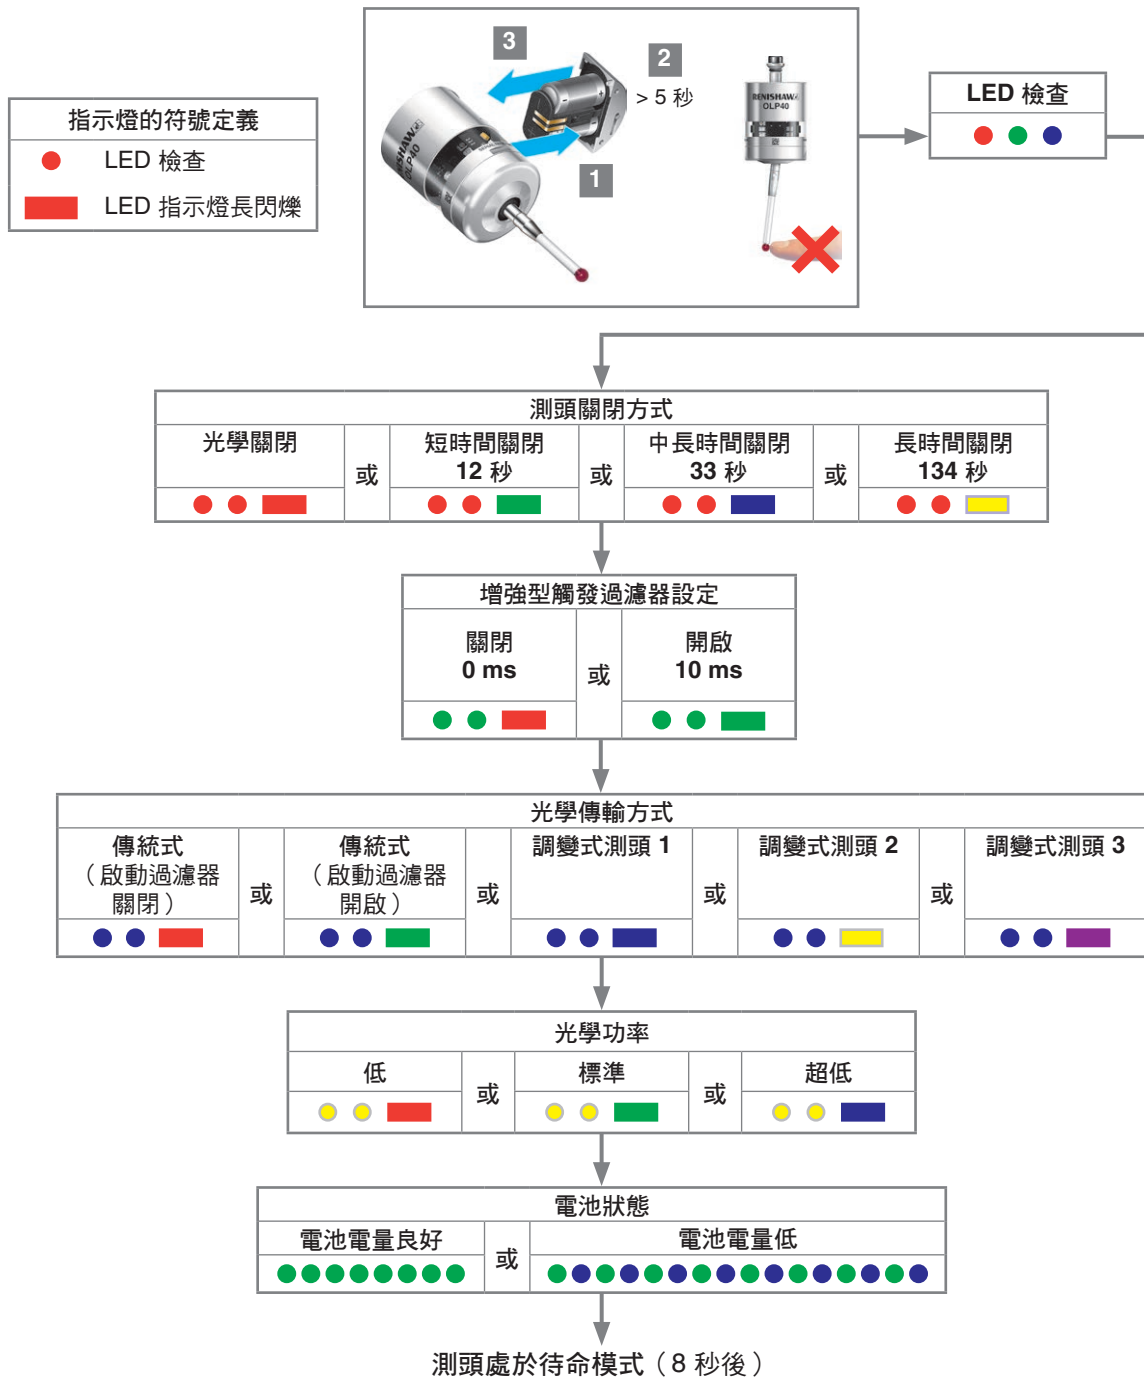 指示燈的符號定義
LED 檢查
LED 指示燈長閃爍
3
2
> 5 秒
1
RENISHAW
OLP40
RENISHAW
OLP40
LED 檢查
測頭關閉方式
光學關閉
或
短時間關閉
12 秒
或
中長時間關閉
33 秒
或
長時間關閉
134 秒
增強型觸發過濾器設定
關閉
0 ms
或
開啟
10 ms
光學傳輸方式
傳統式
（啟動過濾器
關閉）
或
傳統式
（啟動過濾器
開啟）
或
調變式測頭 1
或
調變式測頭 2
或
調變式測頭 3
光學功率
低
或
標準
或
超低
電池狀態
電池電量良好
或
電池電量低
測頭處於待命模式（8 秒後）